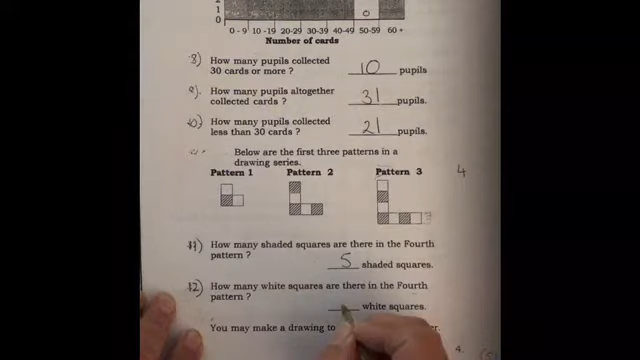 2
1
0
0 - 9 10 -19 20-29 30-39 40-49 50-59 60 +
Number of cards
8) How many pupils collected
30 cards or more ? 10 pupils
9) How many pupils altogether
collected cards ? 31 pupils.
10) How many pupils collected
less than 30 cards ? 21 pupils.
Below are the first three patterns in a
drawing series.
Pattern 1 Pattern 2 Pattern 3
4
11) How many shaded squares are there in the Fourth
pattern ?
5 shaded squares.
12) How many white squares are there in the Fourth
pattern ?
white squares.
You may make a drawing to
4.